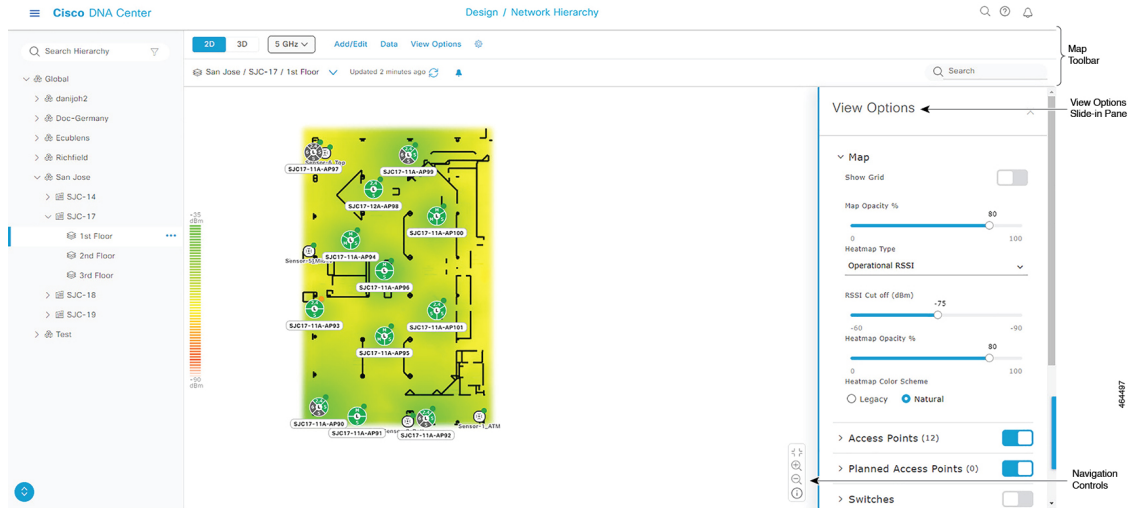 Cisco DNA Center
Design / Network Hierarchy
2D 3D 5 GHz Add/Edit Data View Options
Map
Toolbar
Search Hierarchy
San Jose / SJC-17 / 1st Floor Updated 2 minutes ago
Search
Global
danijoh2
Doc-Germany
Ecublens
Richfield
San Jose
SJC-14
SJC-17
1st Floor
2nd Floor
3rd Floor
SJC-18
SJC-19
Test
-35
dBm
-90
dBm
SJC17-11A-AP97
SJC17-11A-AP99
SJC17-12A-AP98
SJC17-11A-AP100
SJC17-11A-AP94
SJC17-11A-AP96
SJC17-11A-AP93
SJC17-11A-AP101
SJC17-11A-AP95
SJC17-11A-AP90
SJC17-11A-AP91
SJC17-11A-AP92
Sensor-1_ATM
View Options
View Options
Slide-in Pane
Map
Show Grid
Map Opacity %
80
0 100
Heatmap Type
Operational RSSI
RSSI Cut off (dBm)
-75
-60 -90
Heatmap Opacity %
80
0 100
Heatmap Color Scheme
Legacy Natural
Access Points (12)
Planned Access Points (0)
Switches
Navigation
Controls
464497